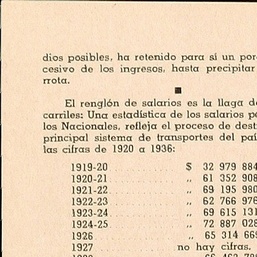 dios posibles, ha retenido para sí un por
cesivo de los ingresos, hasta precipitar
rrota.
El renglón de salarios es la llaga d
carriles: Una estadística de los salarios p
los Nacionales, refleja el proceso de dest
principal sistema de transportes del paí
las cifras de 1920 a 1936:
1919-20 $ 32 979 884
1920-21 ,, 61 352 908
1921-22 ,, 69 195 980
1922-23 ,, 62 766 976
1923-24 ,, 69 615 131
1924-25 ,, 72 887 028
1926 ,, 65 314 669
1927 no hay cifras.